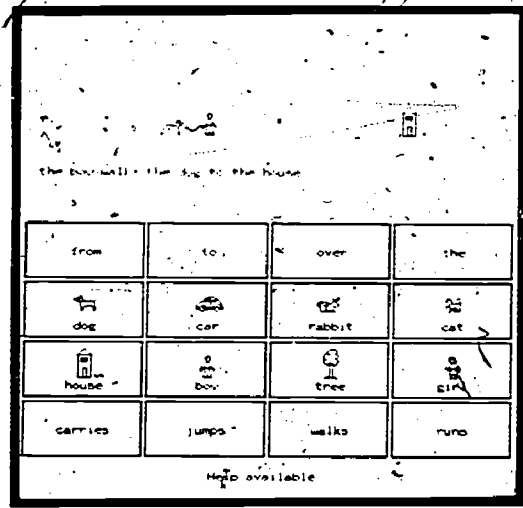 the boy walks the dog to the house
from to over the
dog car rabbit cat
house boy tree girl
carries jumps walks runs
Help available